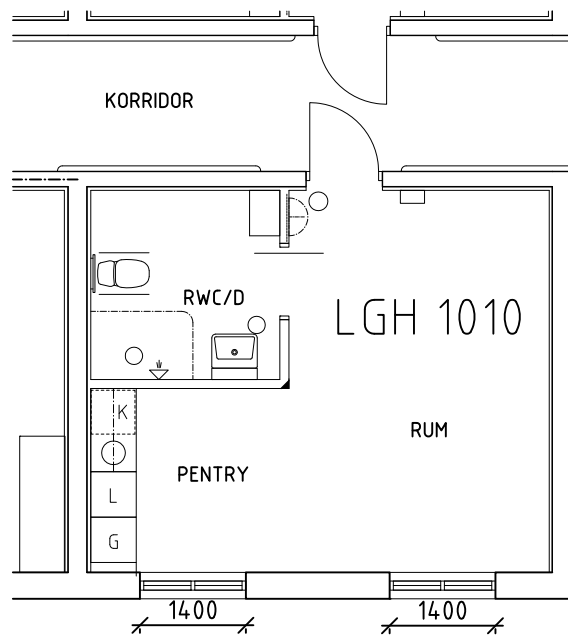 KORRIDOR
RWC/D
LGH 1010
K
RUM
PENTRY
L
G
1400
1400